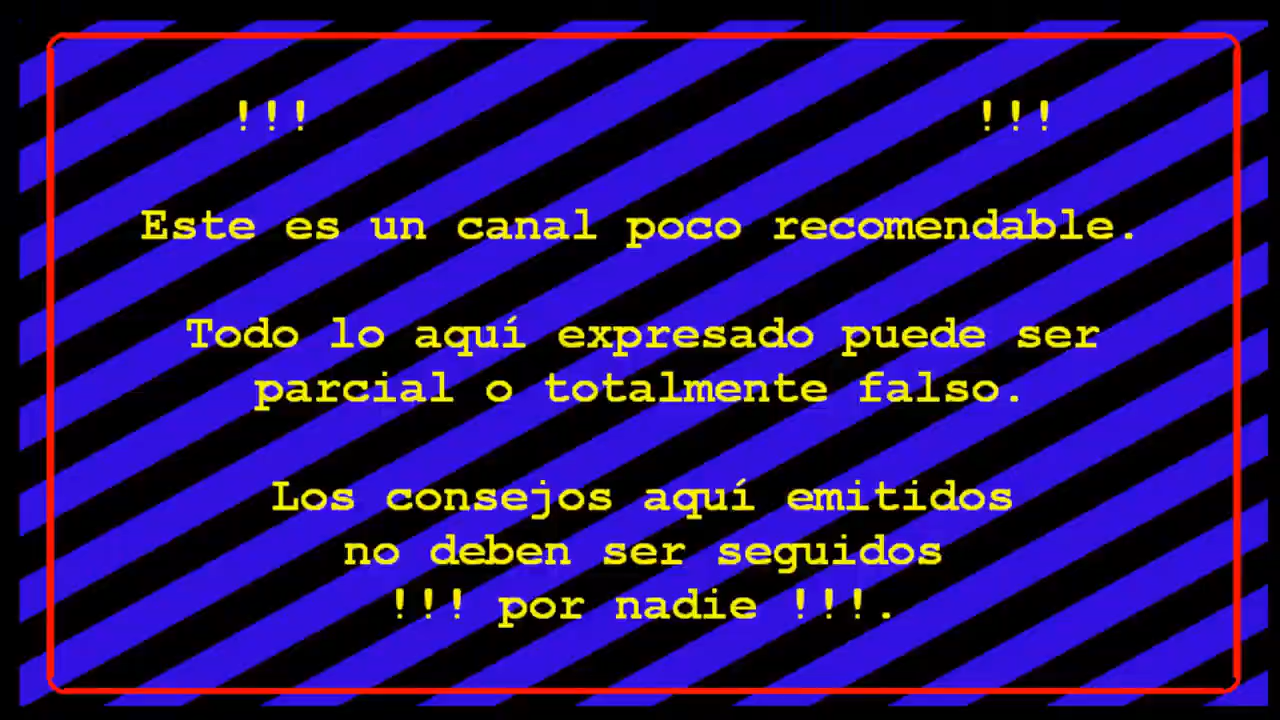 !!! !!!
Este es un canal poco recomendable.
Todo lo aquí expresado puede ser
parcial o totalmente falso.
Los consejos aquí emitidos
no deben ser seguidos
!!! por nadie !!!.